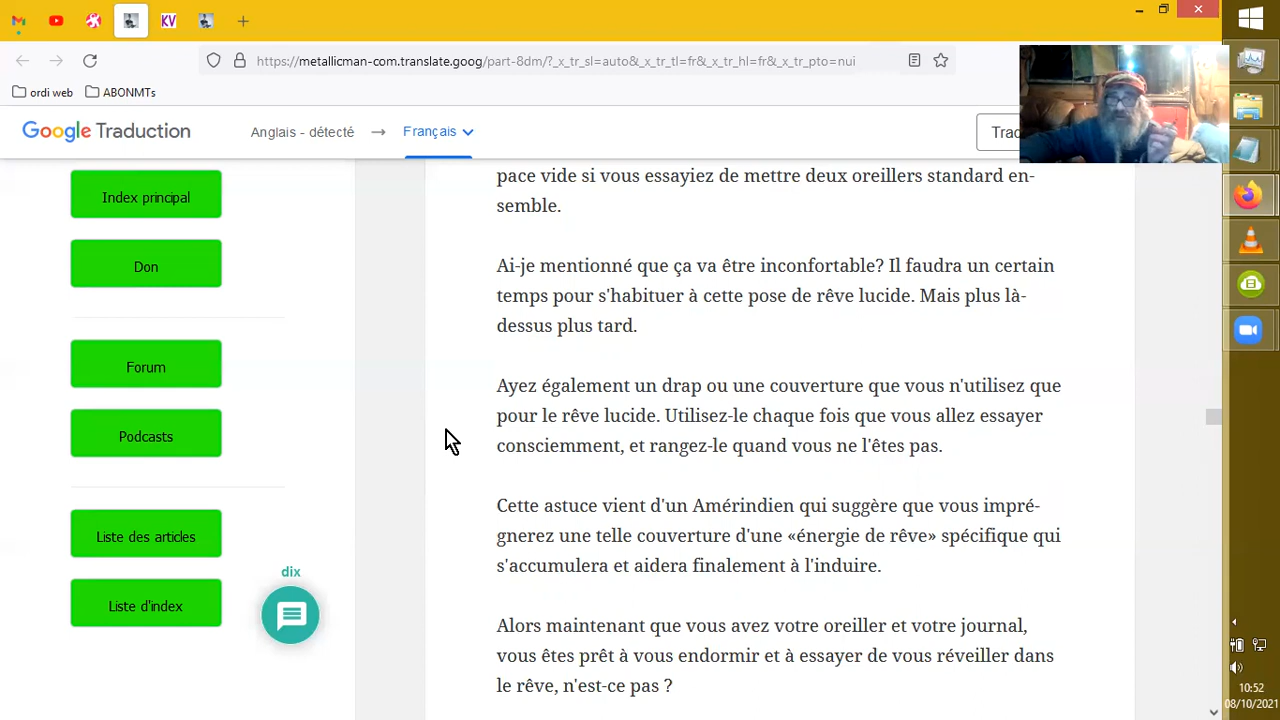 KV
https://metallicman-com.translate.goog/part-8dm/?_x_tr_sl=auto&_x_tr_tl=fr&_x_tr_hl=fr&_x_tr_pto=nui
ordi web
ABONMTs
Google Traduction
Anglais - détecté
Français
Trad
Index principal
Don
Forum
Podcasts
Liste des articles
Liste d'index
dix
pace vide si vous essayiez de mettre deux oreillers standard en-
semble.
Ai-je mentionné que ça va être inconfortable? Il faudra un certain
temps pour s'habituer à cette pose de rêve lucide. Mais plus là-
dessus plus tard.
Ayez également un drap ou une couverture que vous n'utilisez que
pour le rêve lucide. Utilisez-le chaque fois que vous allez essayer
consciemment, et rangez-le quand vous ne l'êtes pas.
Cette astuce vient d'un Amérindien qui suggère que vous impré-
gnerez une telle couverture d'une «énergie de rêve» spécifique qui
s'accumulera et aidera finalement à l'induire.
Alors maintenant que vous avez votre oreiller et votre journal,
vous êtes prêt à vous endormir et à essayer de vous réveiller dans
le rêve, n'est-ce pas ?
10:52
08/10/2021